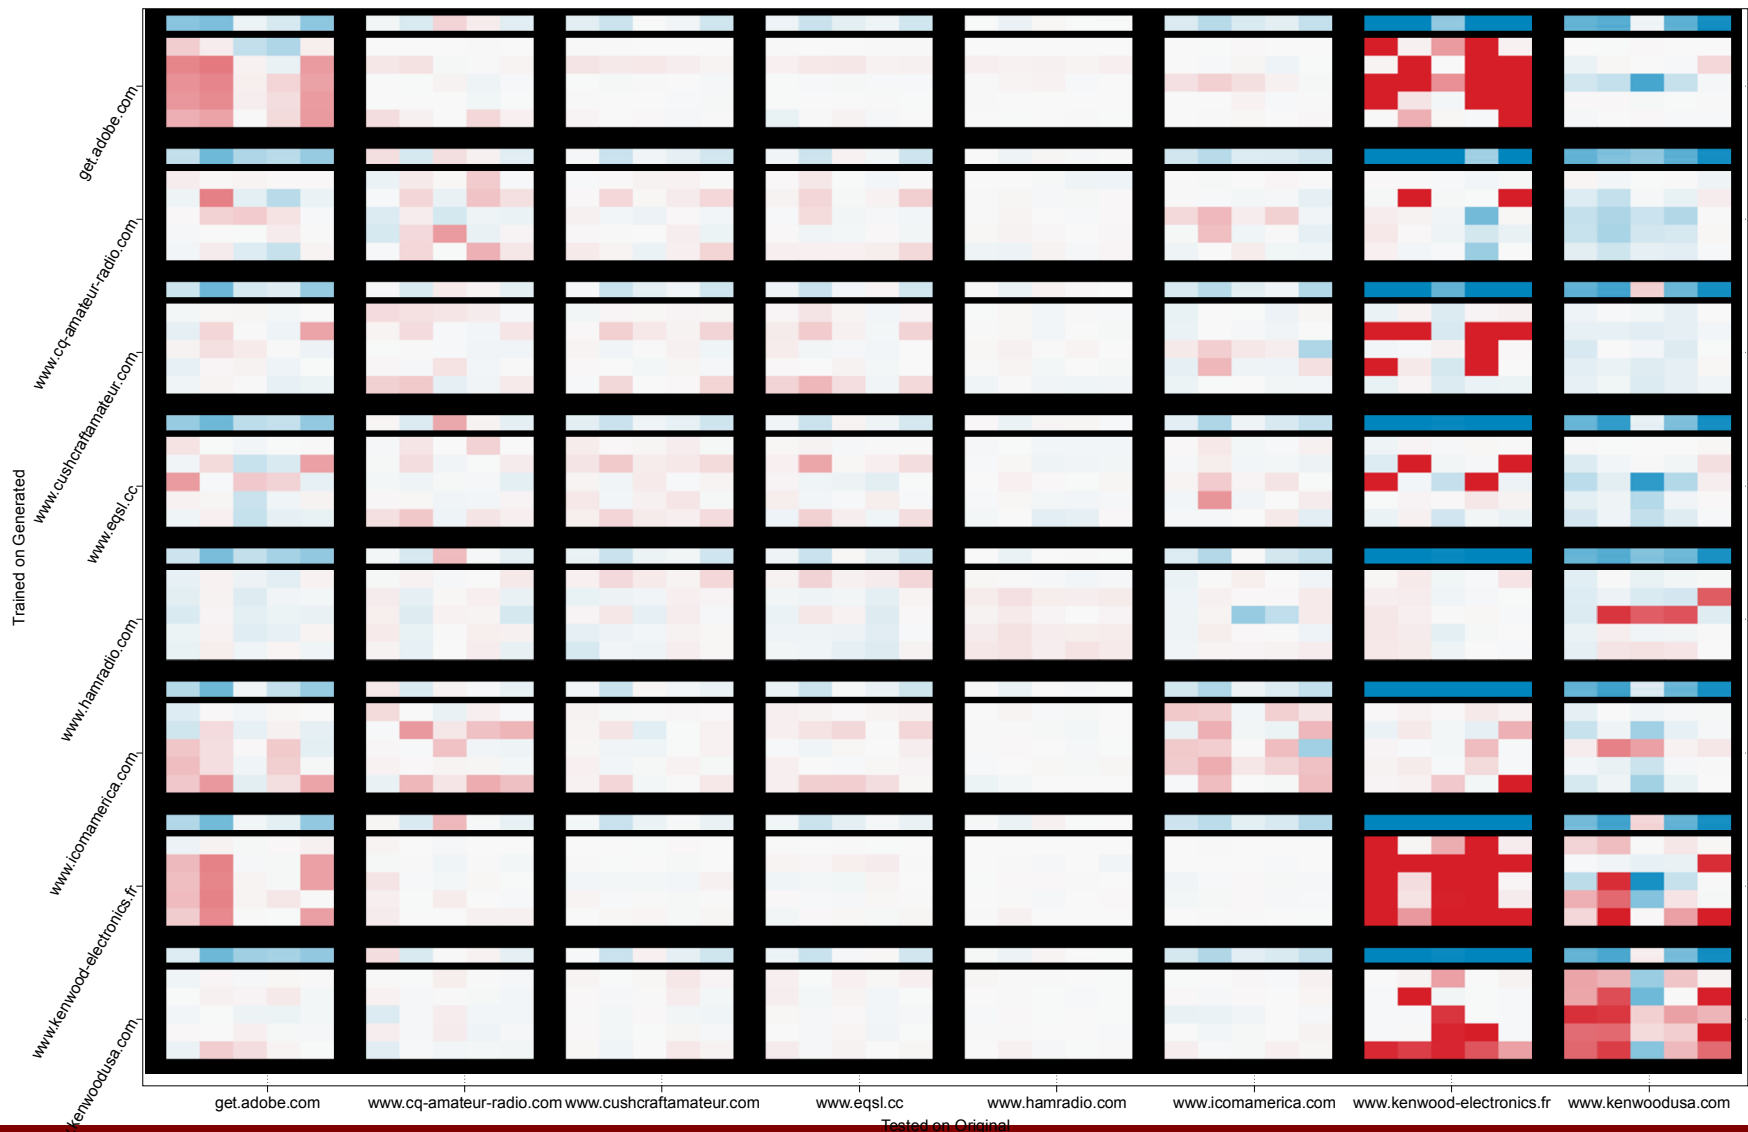 get.adobe.com
www.cq-amateur-radio.com
www.cushcraftamateur.com
www.eqsl.cc
www.hamradio.com
www.icomamerica.com
www.kenwood-electronics.fr
kenwoodusa.com
Trained on Generated
get.adobe.com
www.cq-amateur-radio.com
www.cushcraftamateur.com
www.eqsl.cc
www.hamradio.com
www.icomamerica.com
www.kenwood-electronics.fr
www.kenwoodusa.com
Tested on Original